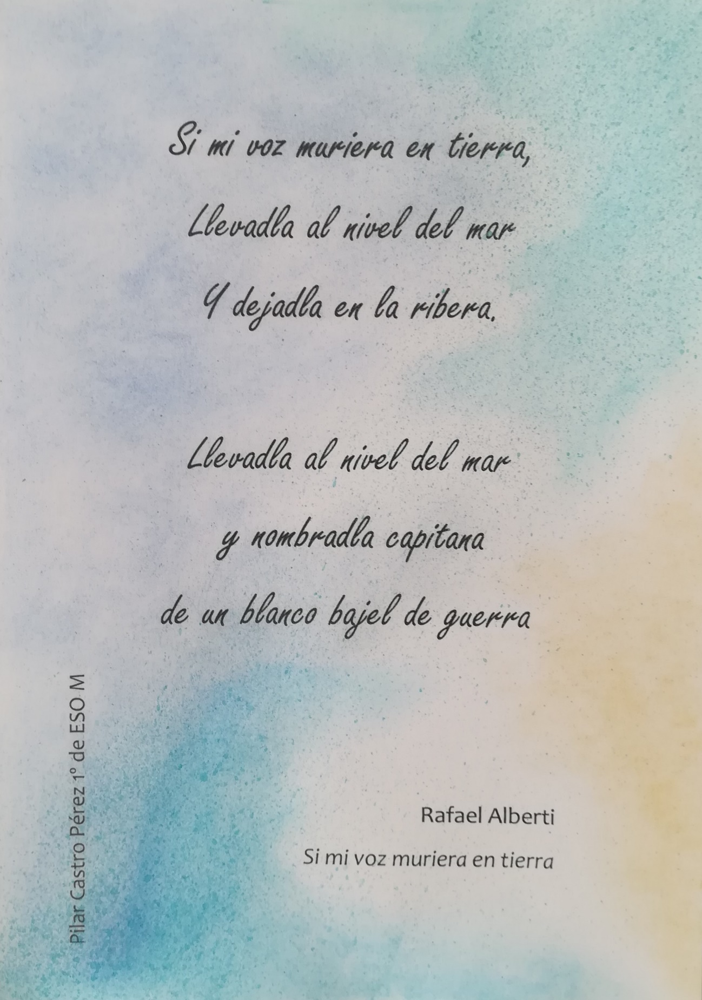 Si mi voz muriera en tierra,
Llevadla al nivel del mar
Y dejadla en la ribera.
Llevadla al nivel del mar
y nombradla capitana
de un blanco bajel de guerra
Rafael Alberti
Si mi voz muriera en tierra
Pilar Castro Pérez 1º de ESO M